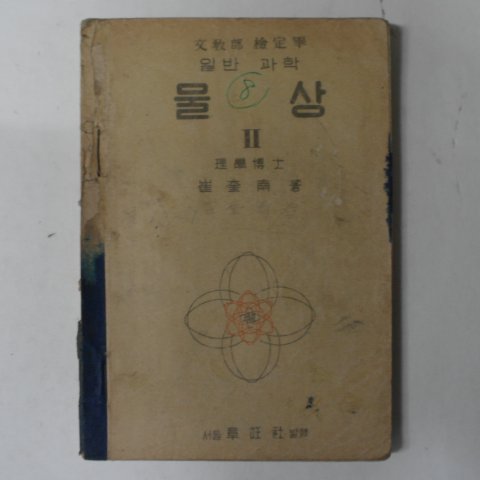 文敎部 檢定畢
일반 과학
물 8 상
II
理學博士
崔奎南 著
서울 章旺社 發行